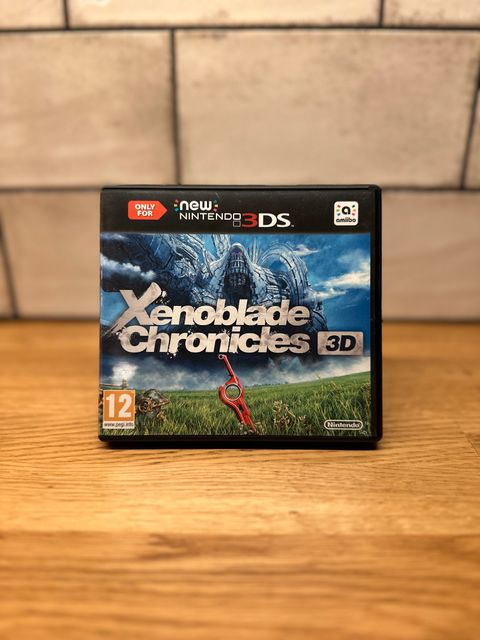 ONLY FOR
new NINTENDO 3DS
a
amiibo
Xenoblade
Chronicles 3D
12
www.pegi.info
Nintendo